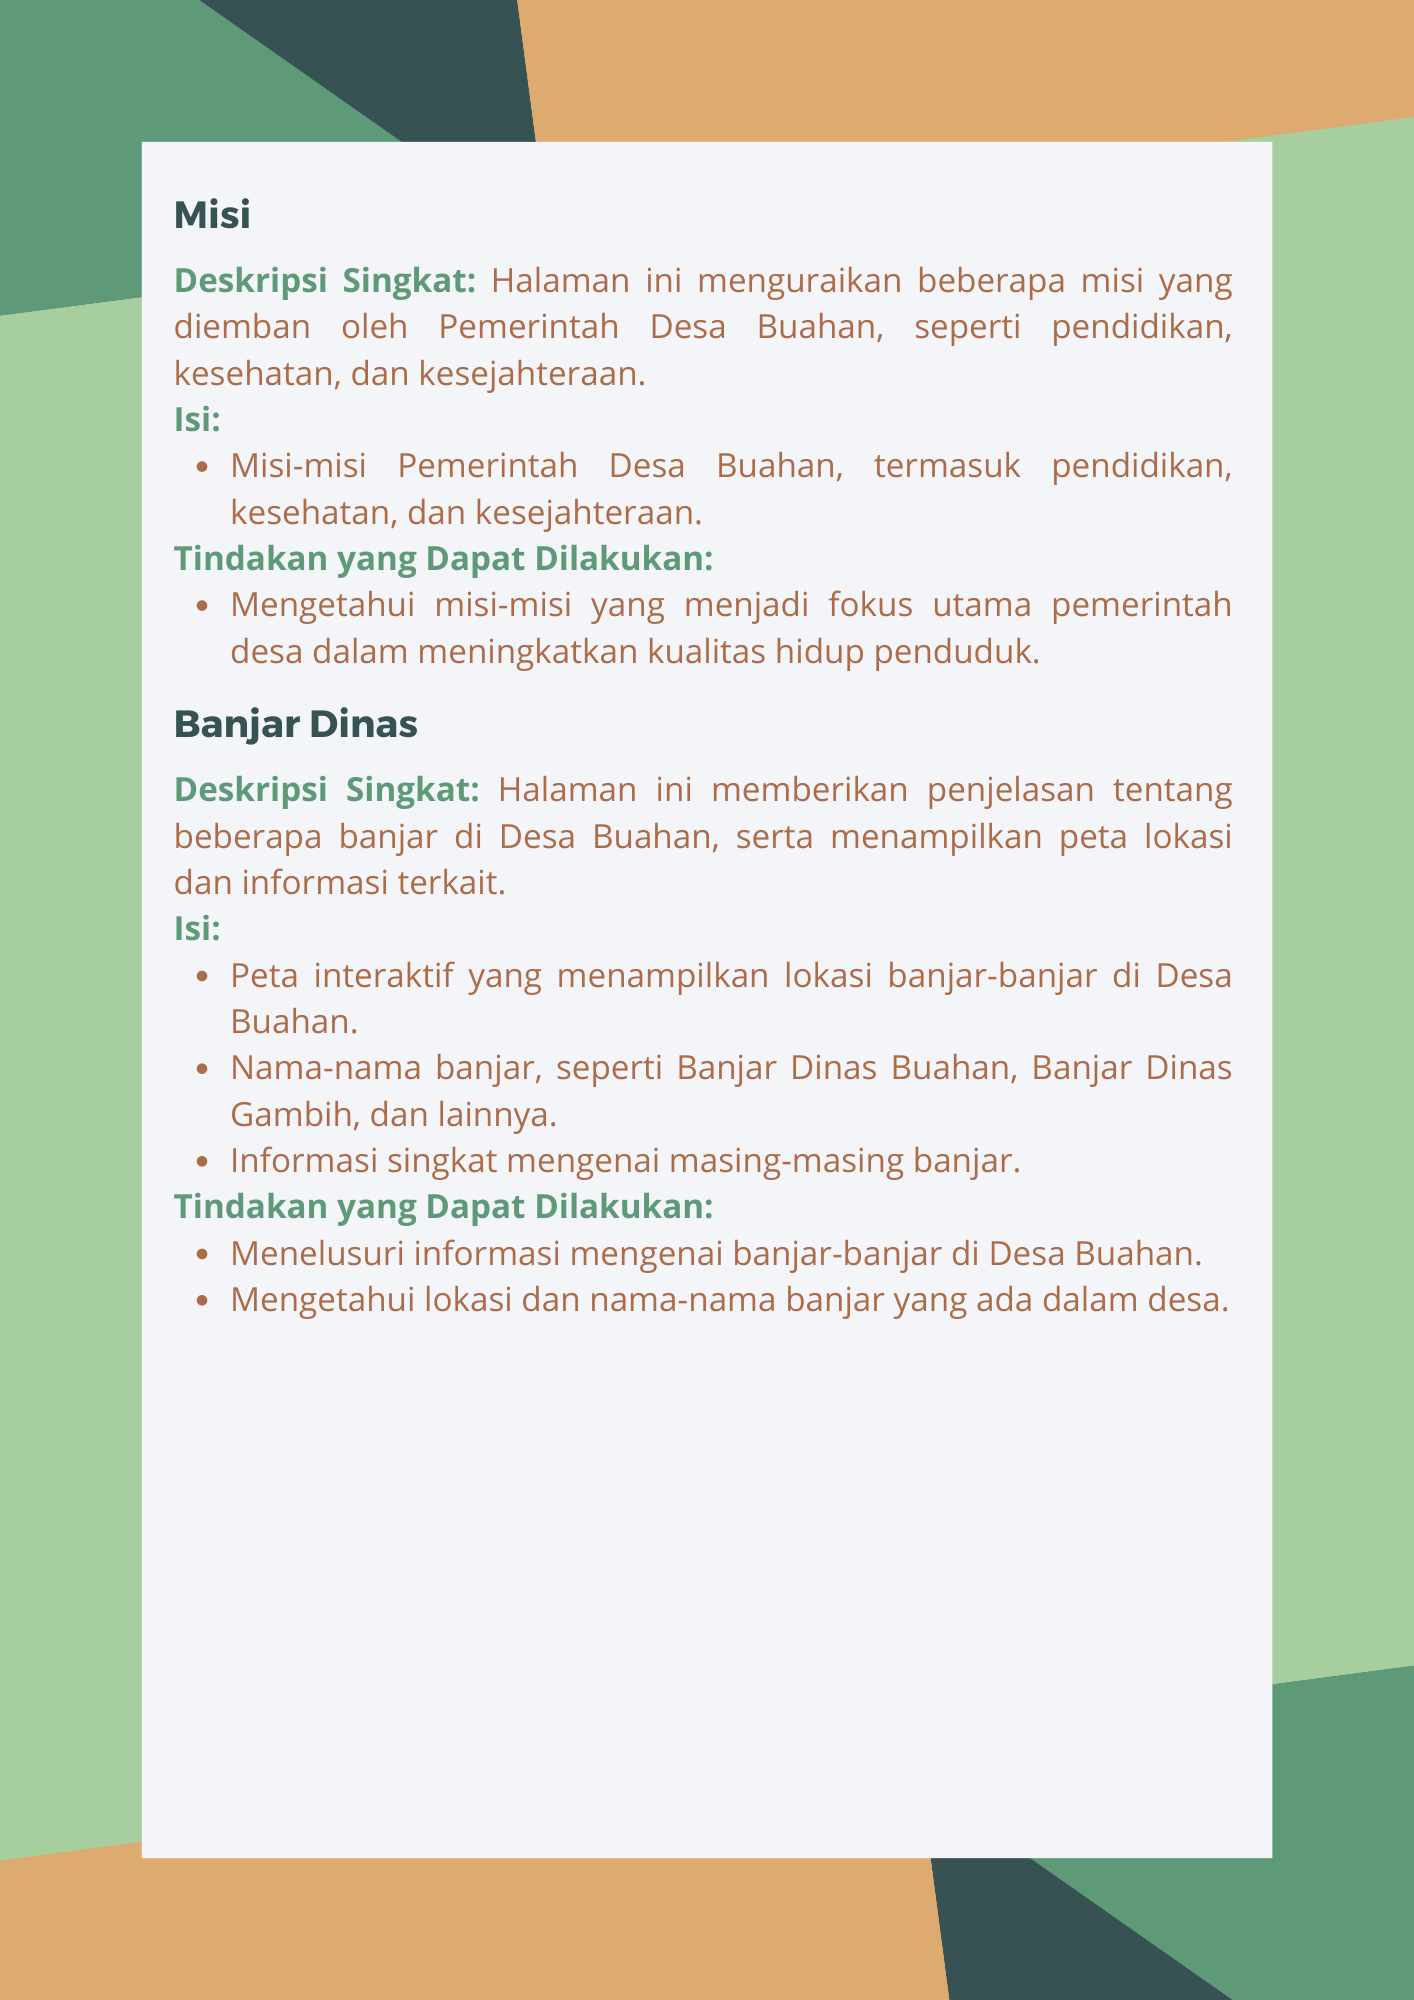 Misi
Deskripsi Singkat: Halaman ini menguraikan beberapa misi yang
diemban oleh Pemerintah Desa Buahan, seperti pendidikan,
kesehatan, dan kesejahteraan.
Isi:
• Misi-misi Pemerintah Desa Buahan, termasuk pendidikan,
kesehatan, dan kesejahteraan.
Tindakan yang Dapat Dilakukan:
• Mengetahui misi-misi yang menjadi fokus utama pemerintah
desa dalam meningkatkan kualitas hidup penduduk.
Banjar Dinas
Deskripsi Singkat: Halaman ini memberikan penjelasan tentang
beberapa banjar di Desa Buahan, serta menampilkan peta lokasi
dan informasi terkait.
Isi:
• Peta interaktif yang menampilkan lokasi banjar-banjar di Desa
Buahan.
• Nama-nama banjar, seperti Banjar Dinas Buahan, Banjar Dinas
Gambih, dan lainnya.
• Informasi singkat mengenai masing-masing banjar.
Tindakan yang Dapat Dilakukan:
• Menelusuri informasi mengenai banjar-banjar di Desa Buahan.
• Mengetahui lokasi dan nama-nama banjar yang ada dalam desa.